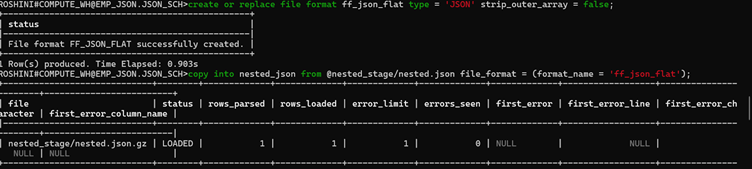 ROSHINI#COMPUTE_WH@EMP_JSON.JSON_SCH>create or replace file format ff_json_flat type = 'JSON' strip_outer_array = false;
+------------------------------------------------+
| status                                         |
|------------------------------------------------|
| File format FF_JSON_FLAT successfully created. |
+------------------------------------------------+
1 Row(s) produced. Time Elapsed: 0.903s
ROSHINI#COMPUTE_WH@EMP_JSON.JSON_SCH>copy into nested_json from @nested_stage/nested.json file_format = (format_name = 'ff_json_flat');
| file | status | rows_parsed | rows_loaded | error_limit | errors_seen | first_error | first_error_line | first_error_ch
aracter | first_error_column_name |
| nested_stage/nested.json.gz | LOADED | 1 | 1 | 1 | 0 | NULL | NULL |
NULL | NULL |